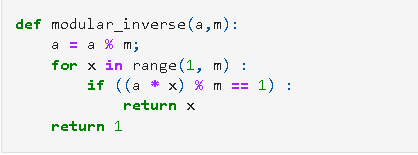 def modular_inverse(a,m):
    a = a % m;
    for x in range(1, m) :
        if ((a * x) % m == 1) :
            return x
    return 1